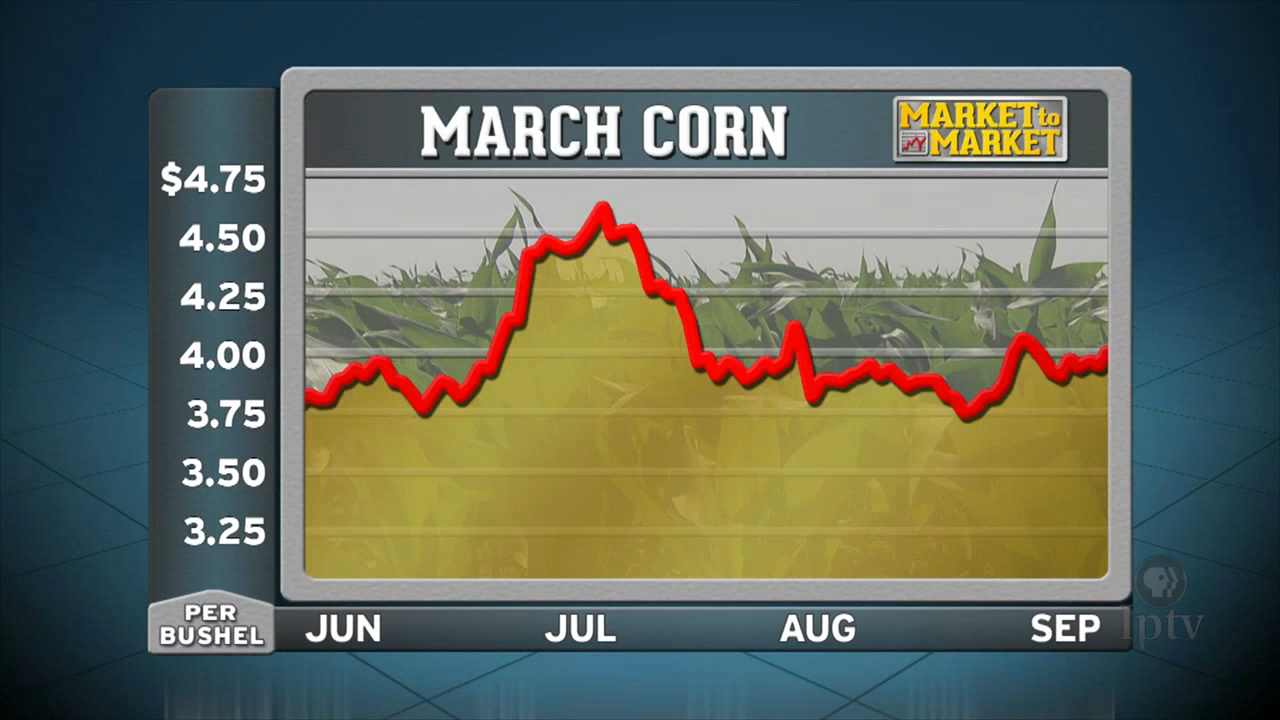 MARCH CORN
MARKET to
MARKET
$4.75
4.50
4.25
4.00
3.75
3.50
3.25
PER
BUSHEL
JUN JUL AUG SEP
iptv